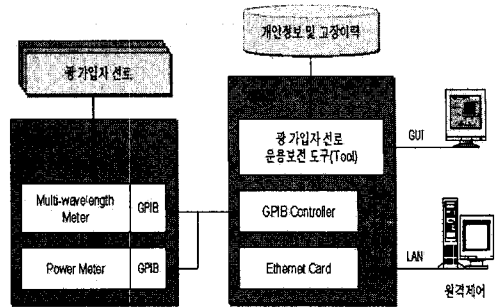 개인정보 및 고장이력
광 가입자 선로
광 가입자 선로
운용보전 도구(Tool)
GUI
Multi-wavelength
Meter
GPIB
GPIB Controller
Power Meter
GPIB
Ethernet Card
LAN
원격제어